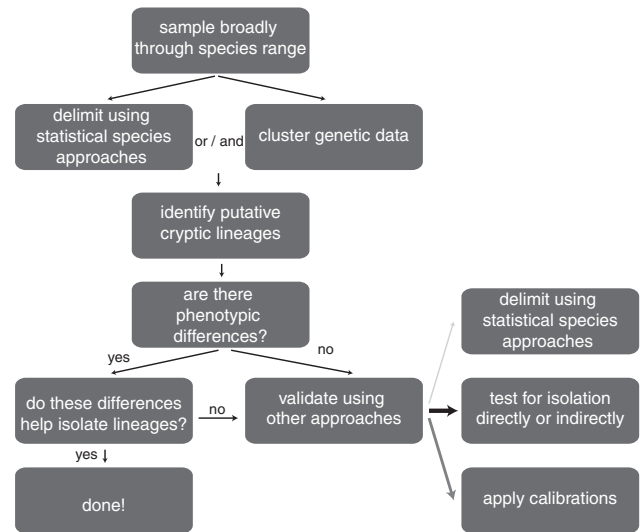 sample broadly
through species range
delimit using
statistical species
approaches
or / and
cluster genetic data
identify putative
cryptic lineages
are there
phenotypic
differences?
yes
no
do these differences
help isolate lineages?
no
validate using
other approaches
yes
done!
delimit using
statistical species
approaches
test for isolation
directly or indirectly
apply calibrations